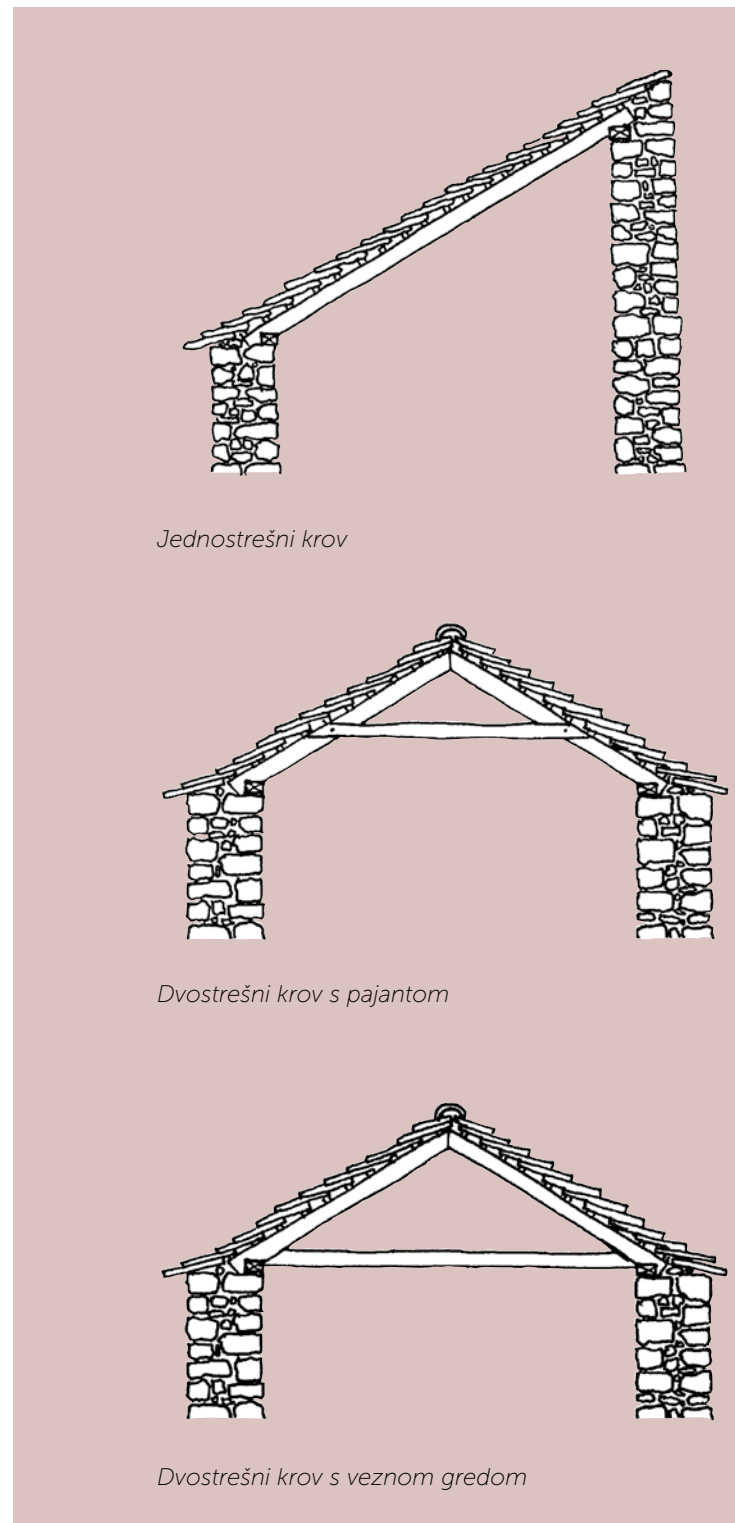 Jednostrešni krov
Dvostrešni krov s pajantom
Dvostrešni krov s veznom gredom